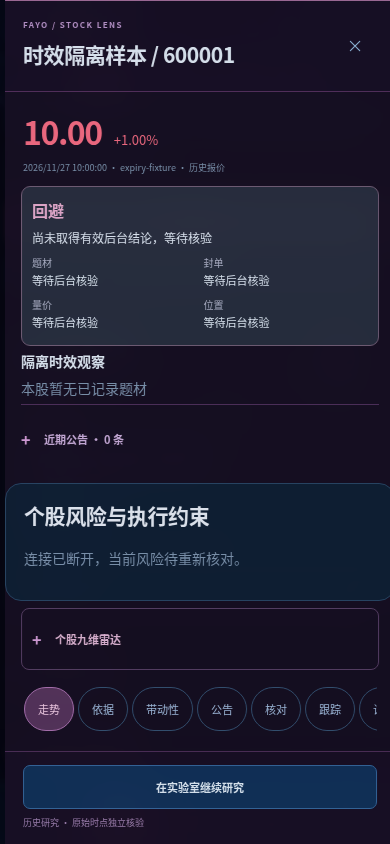 FAYO / STOCK LENS
时效隔离样本 / 600001
10.00 +1.00%
2026/11/27 10:00:00 • expiry-fixture • 历史报价
回避
尚未取得有效后台结论，等待核验
题材 封单
等待后台核验 等待后台核验
量价 位置
等待后台核验 等待后台核验
隔离时效观察
本股暂无已记录题材
+ 近期公告 · 0 条
个股风险与执行约束
连接已断开，当前风险待重新核对。
+ 个股九维雷达
走势 依据 带动性 公告 核对 跟踪
在实验室继续研究
历史研究 • 原始时点独立核验